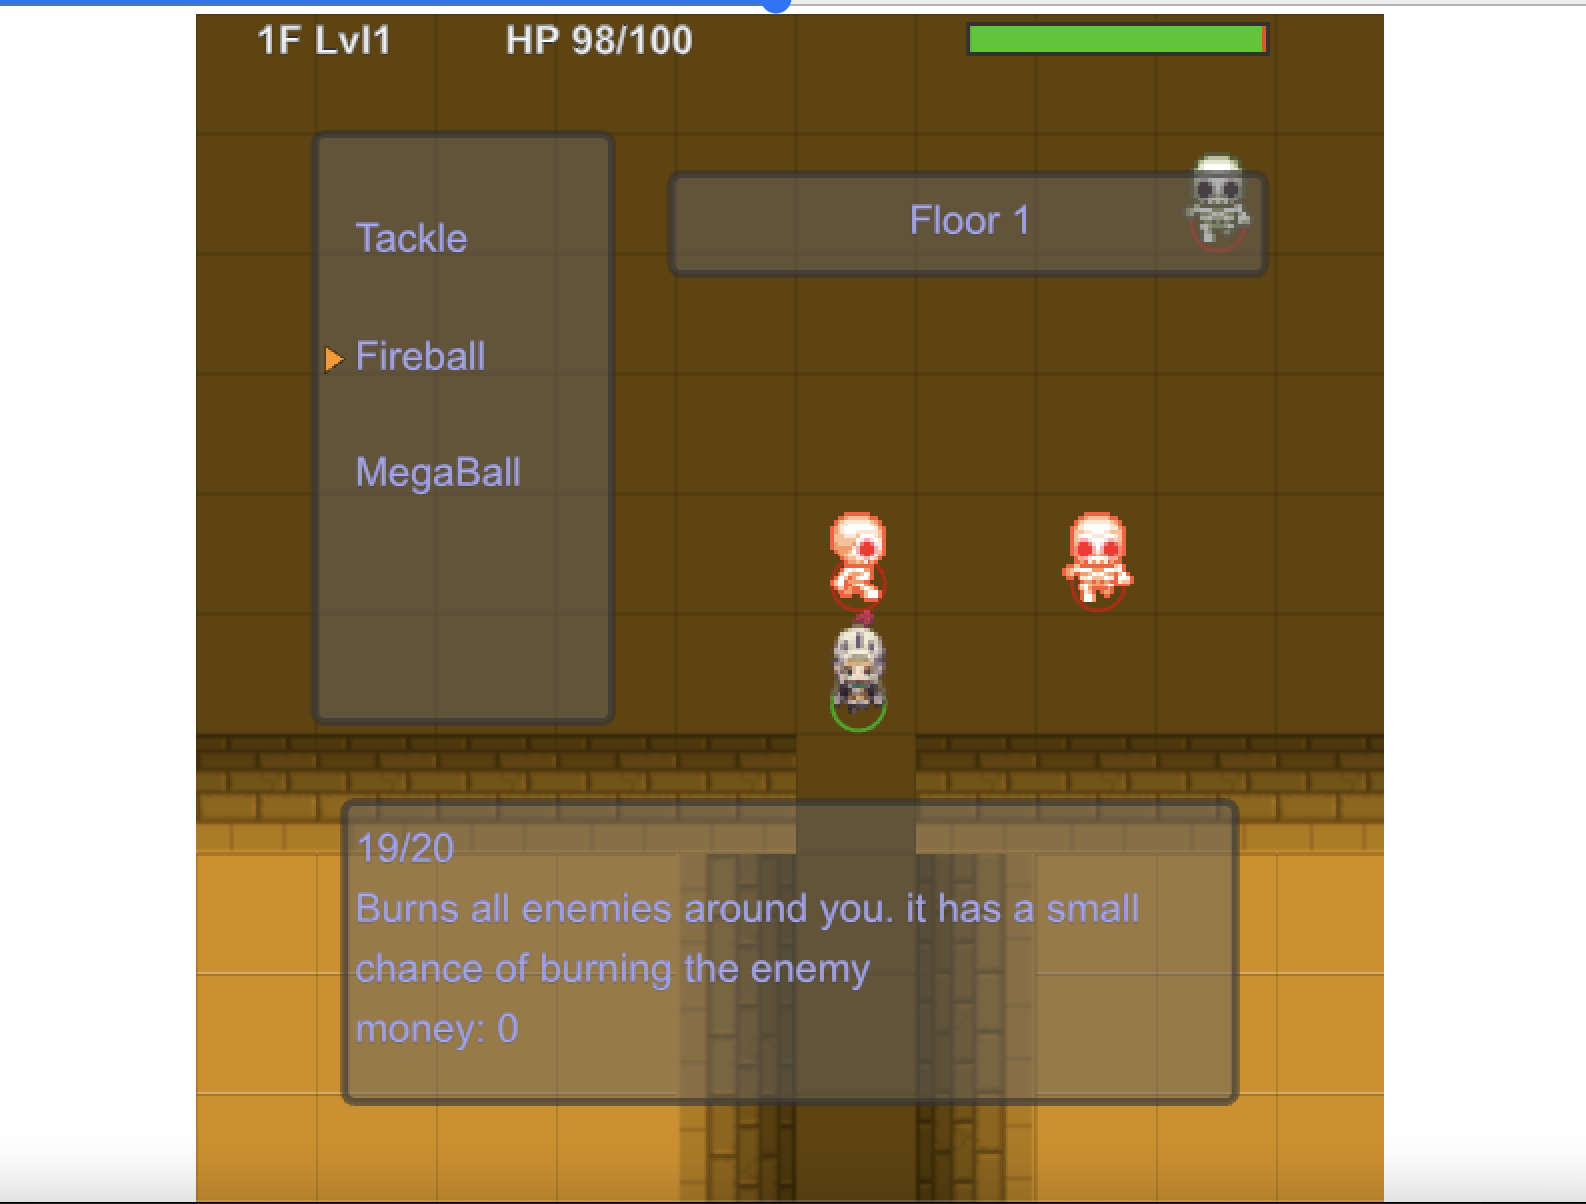 1F Lvl1 HP 98/100
Floor 1
Tackle
Fireball
MegaBall
19/20
Burns all enemies around you. it has a small
chance of burning the enemy
money: 0